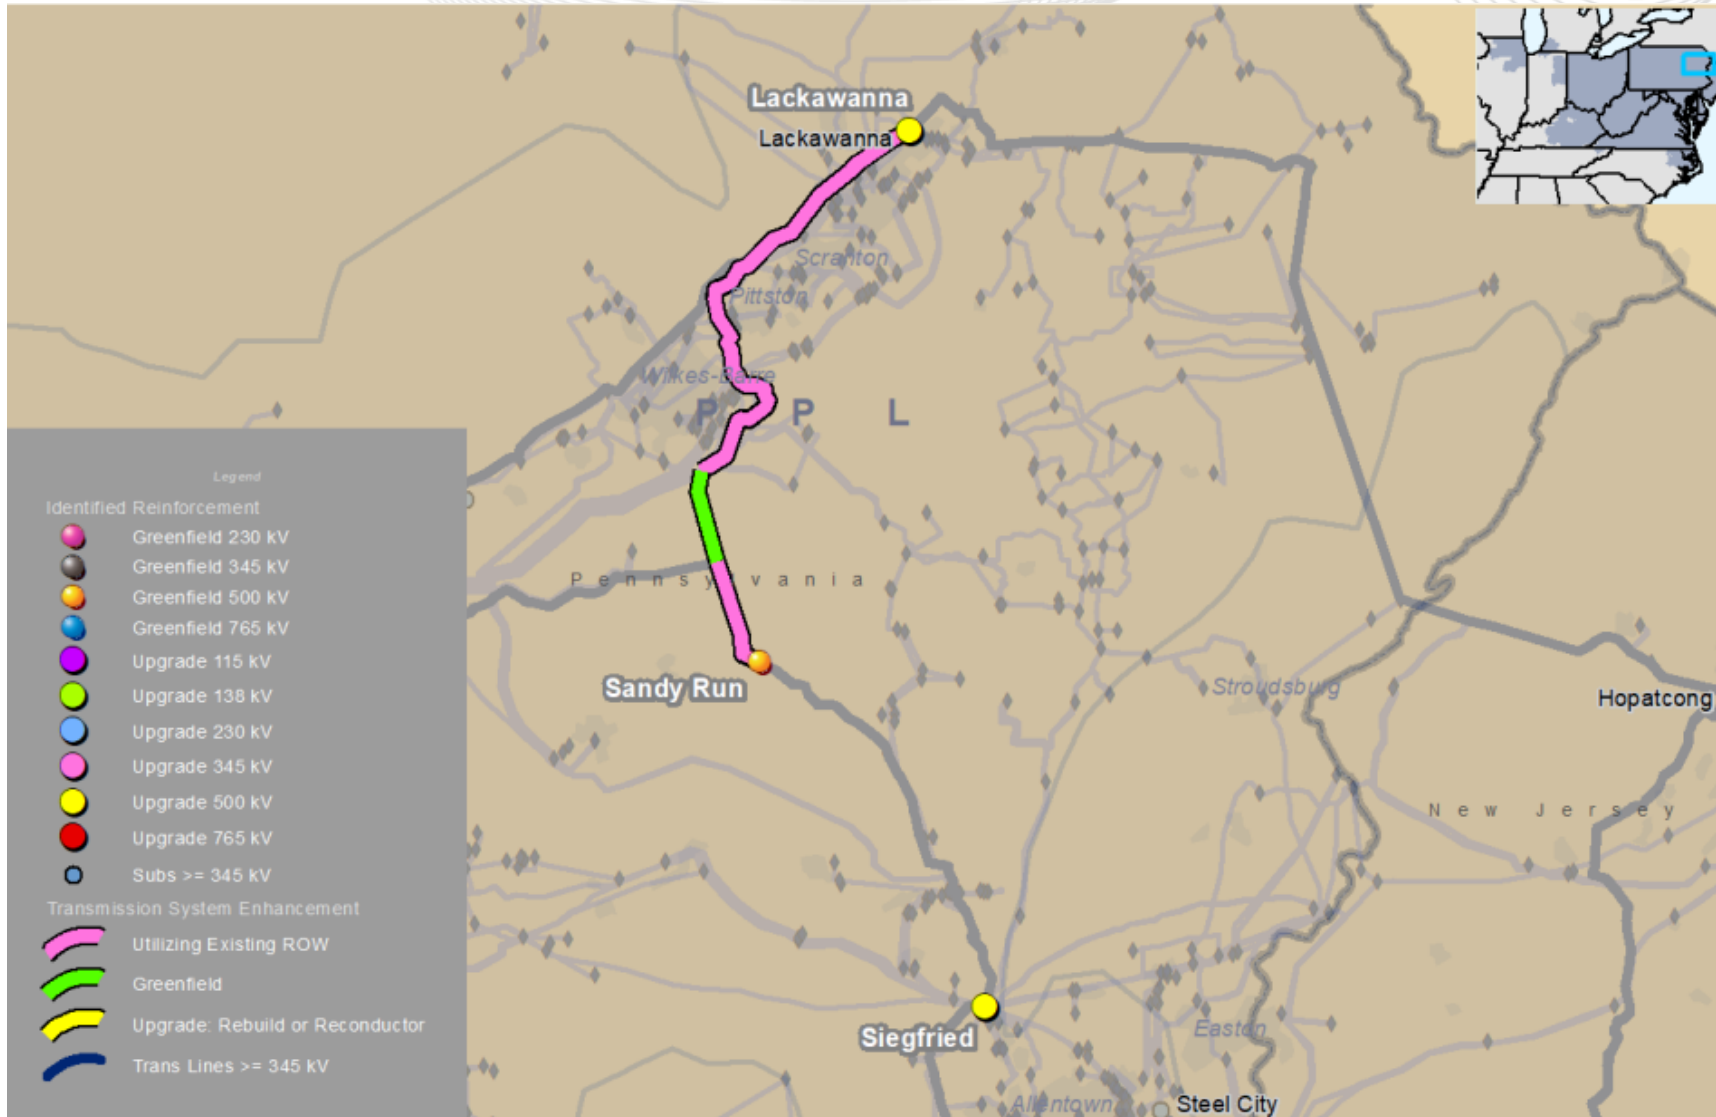 Lackawanna
Lackawanna
Scranton
Pittston
Wilkes-Barre
P P L
Pennsylvania
Sandy Run
Stroudsburg
Hopatcong
New Jersey
Siegfried
Easton
Allentown
Steel City
Legend
Identified Reinforcement
Greenfield 230 kV
Greenfield 345 kV
Greenfield 500 kV
Greenfield 765 kV
Upgrade 115 kV
Upgrade 138 kV
Upgrade 230 kV
Upgrade 345 kV
Upgrade 500 kV
Upgrade 765 kV
Subs >= 345 kV
Transmission System Enhancement
Utilizing Existing ROW
Greenfield
Upgrade: Rebuild or Reconductor
Trans Lines >= 345 kV